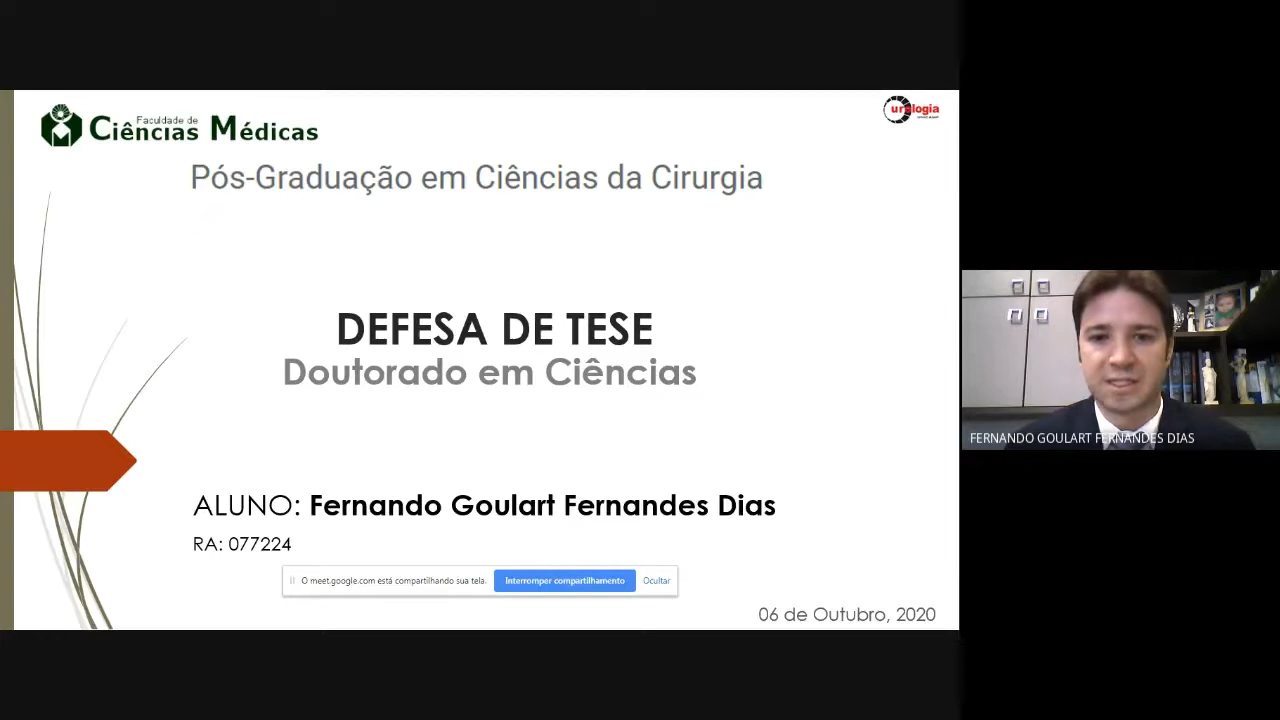 Faculdade de
Ciências Médicas
urologia
Pós-Graduação em Ciências da Cirurgia
DEFESA DE TESE
Doutorado em Ciências
FERNANDO GOULART FERNANDES DIAS
ALUNO: Fernando Goulart Fernandes Dias
RA: 077224
O meet.google.com está compartilhando sua tela.
Interromper compartilhamento
Ocultar
06 de Outubro, 2020